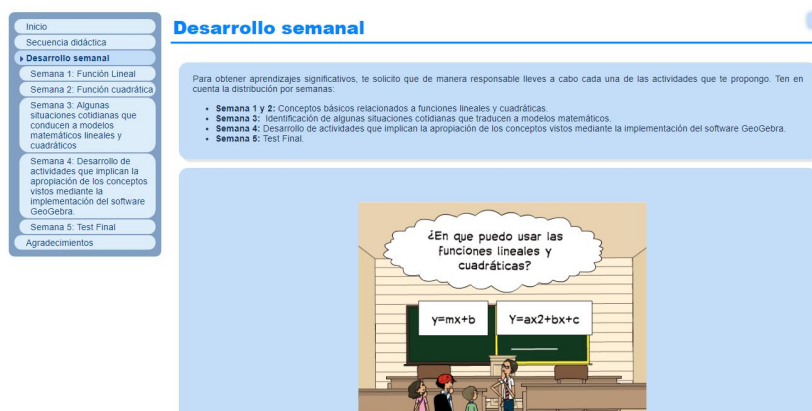 Inicio
Secuencia didáctica
Desarrollo semanal
Semana 1: Función Lineal
Semana 2: Función cuadrática
Semana 3: Algunas
situaciones cotidianas que
conducen a modelos
matemáticos lineales y
cuadráticos
Semana 4: Desarrollo de
actividades que implican la
apropiación de los conceptos
vistos mediante la
implementación del software
GeoGebra.
Semana 5: Test Final
Agradecimientos
Desarrollo semanal
Para obtener aprendizajes significativos, te solicito que de manera responsable lleves a cabo cada una de las actividades que te propongo. Ten en
cuenta la distribución por semanas:
Semana 1 y 2: Conceptos básicos relacionados a funciones lineales y cuadráticas.
Semana 3: Identificación de algunas situaciones cotidianas que traducen a modelos matemáticos.
Semana 4: Desarrollo de actividades que implican la apropiación de los conceptos vistos mediante la implementación del software GeoGebra.
Semana 5: Test Final.
¿En que puedo usar las
funciones lineales y
cuadráticas?
y=mx+b
Y=ax2+bx+c